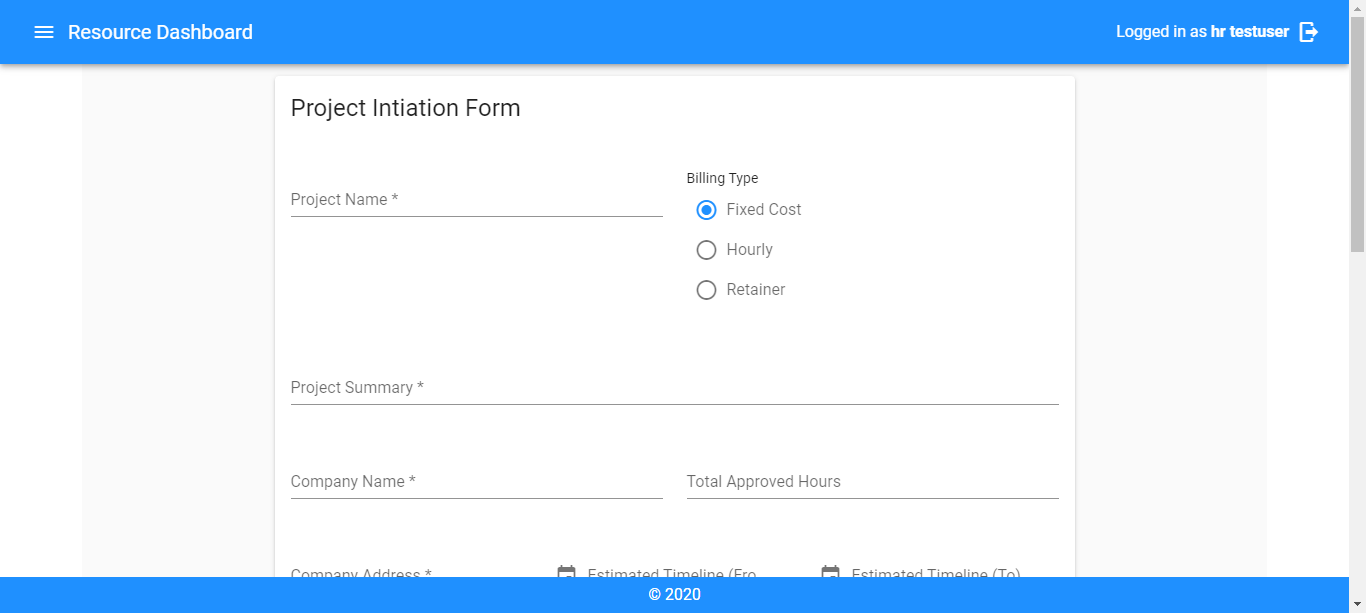 Resource Dashboard
Logged in as hr testuser
Project Intiation Form
Project Name *
Billing Type
Fixed Cost
Hourly
Retainer
Project Summary *
Company Name *
Total Approved Hours
Company Address *
Estimated Timeline (Fro
Estimated Timeline (To)
© 2020